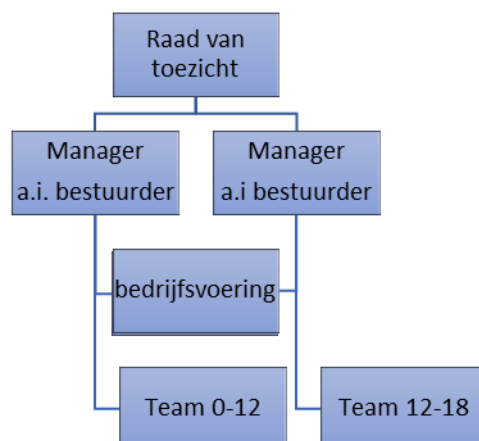 Raad van
toezicht
Manager
a.i. bestuurder
Manager
a.i bestuurder
bedrijfsvoering
Team 0-12
Team 12-18